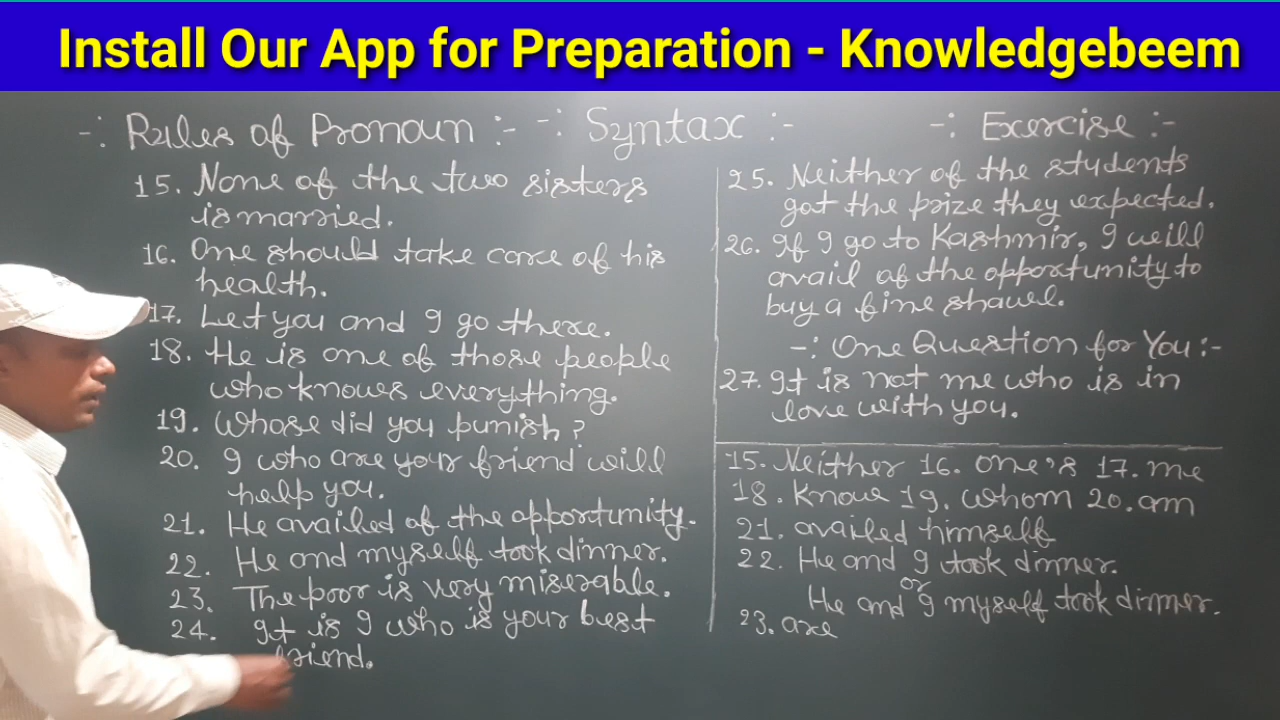 Install Our App for Preparation - Knowledgebeem
-: Rules of Pronoun :- -: Syntax :- -: Exercise :-
15. None of the two sisters
is married.
16. One should take care of his
health.
17. Let you and I go there.
18. He is one of those people
who knows everything.
19. Whose did you punish?
20. I who are your friend will
help you.
21. He availed of the opportunity.
22. He and myself took dinner.
23. The poor is very miserable.
24. It is I who is your best
friend.
25. Neither of the students
got the prize they expected.
26. If I go to Kashmir, I will
avail of the opportunity to
buy a fine shawl.
-: One Question for You :-
27. It is not me who is in
love with you.
15. Neither 16. one's 17. me
18. know 19. whom 20. am
21. availed himself
22. He and I took dinner.
or
He and I myself took dinner.
23. are